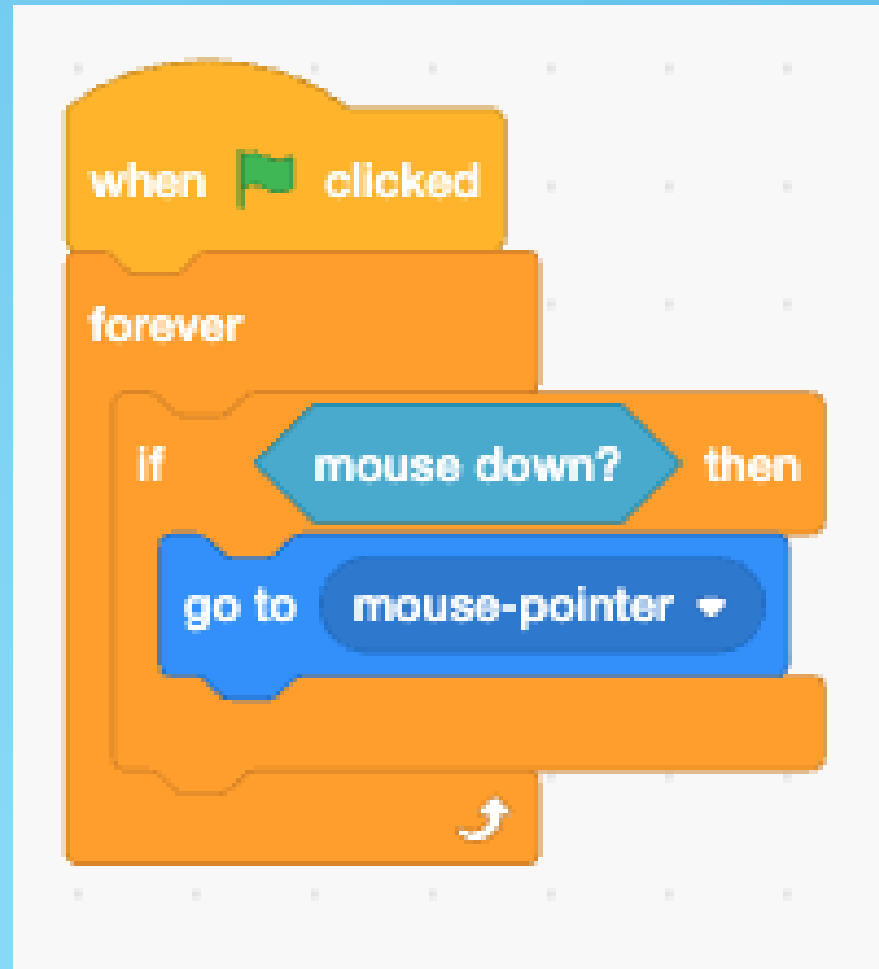 when clicked
forever
if mouse down? then
go to mouse-pointer